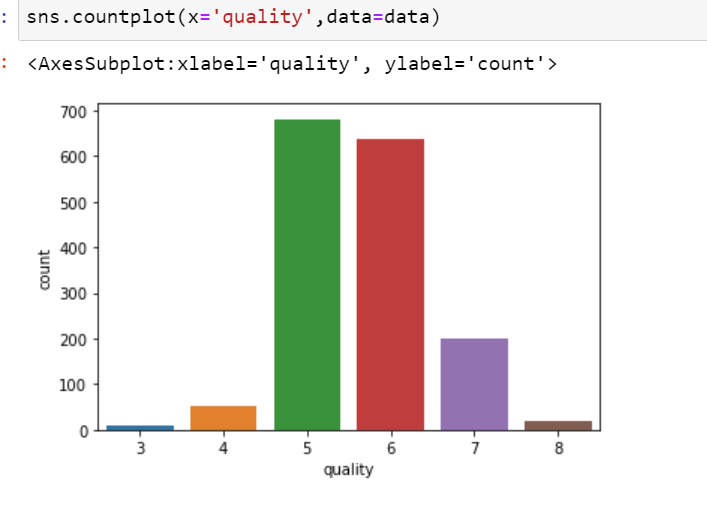 : sns.countplot(x='quality',data=data)
: <AxesSubplot:xlabel='quality', ylabel='count'>
700
600
500
400
300
200
100
0
count
3 4 5 6 7 8
quality